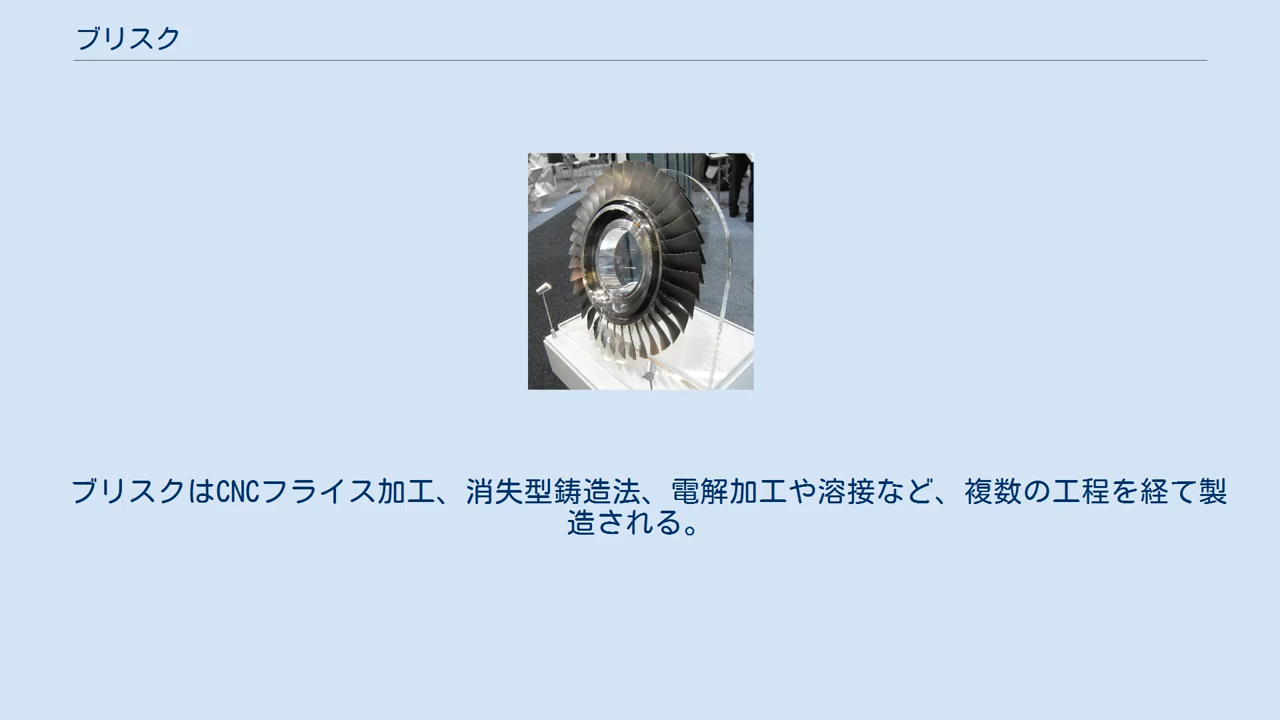 ブリスク
ブリスクはCNCフライス加工、消失型鋳造法、電解加工や溶接など、複数の工程を経て製
造される。